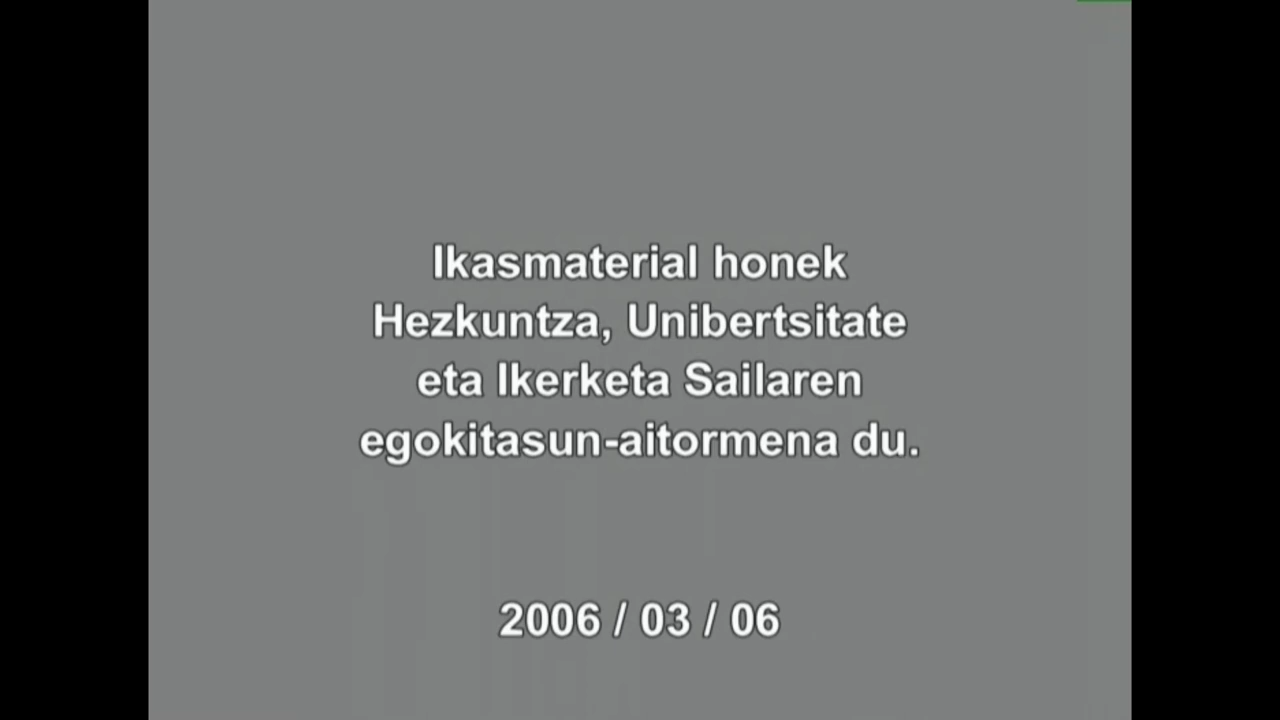 Ikasmaterial honek
Hezkuntza, Unibertsitate
eta Ikerketa Sailaren
egokitasun-aitormena du.
2006 / 03 / 06